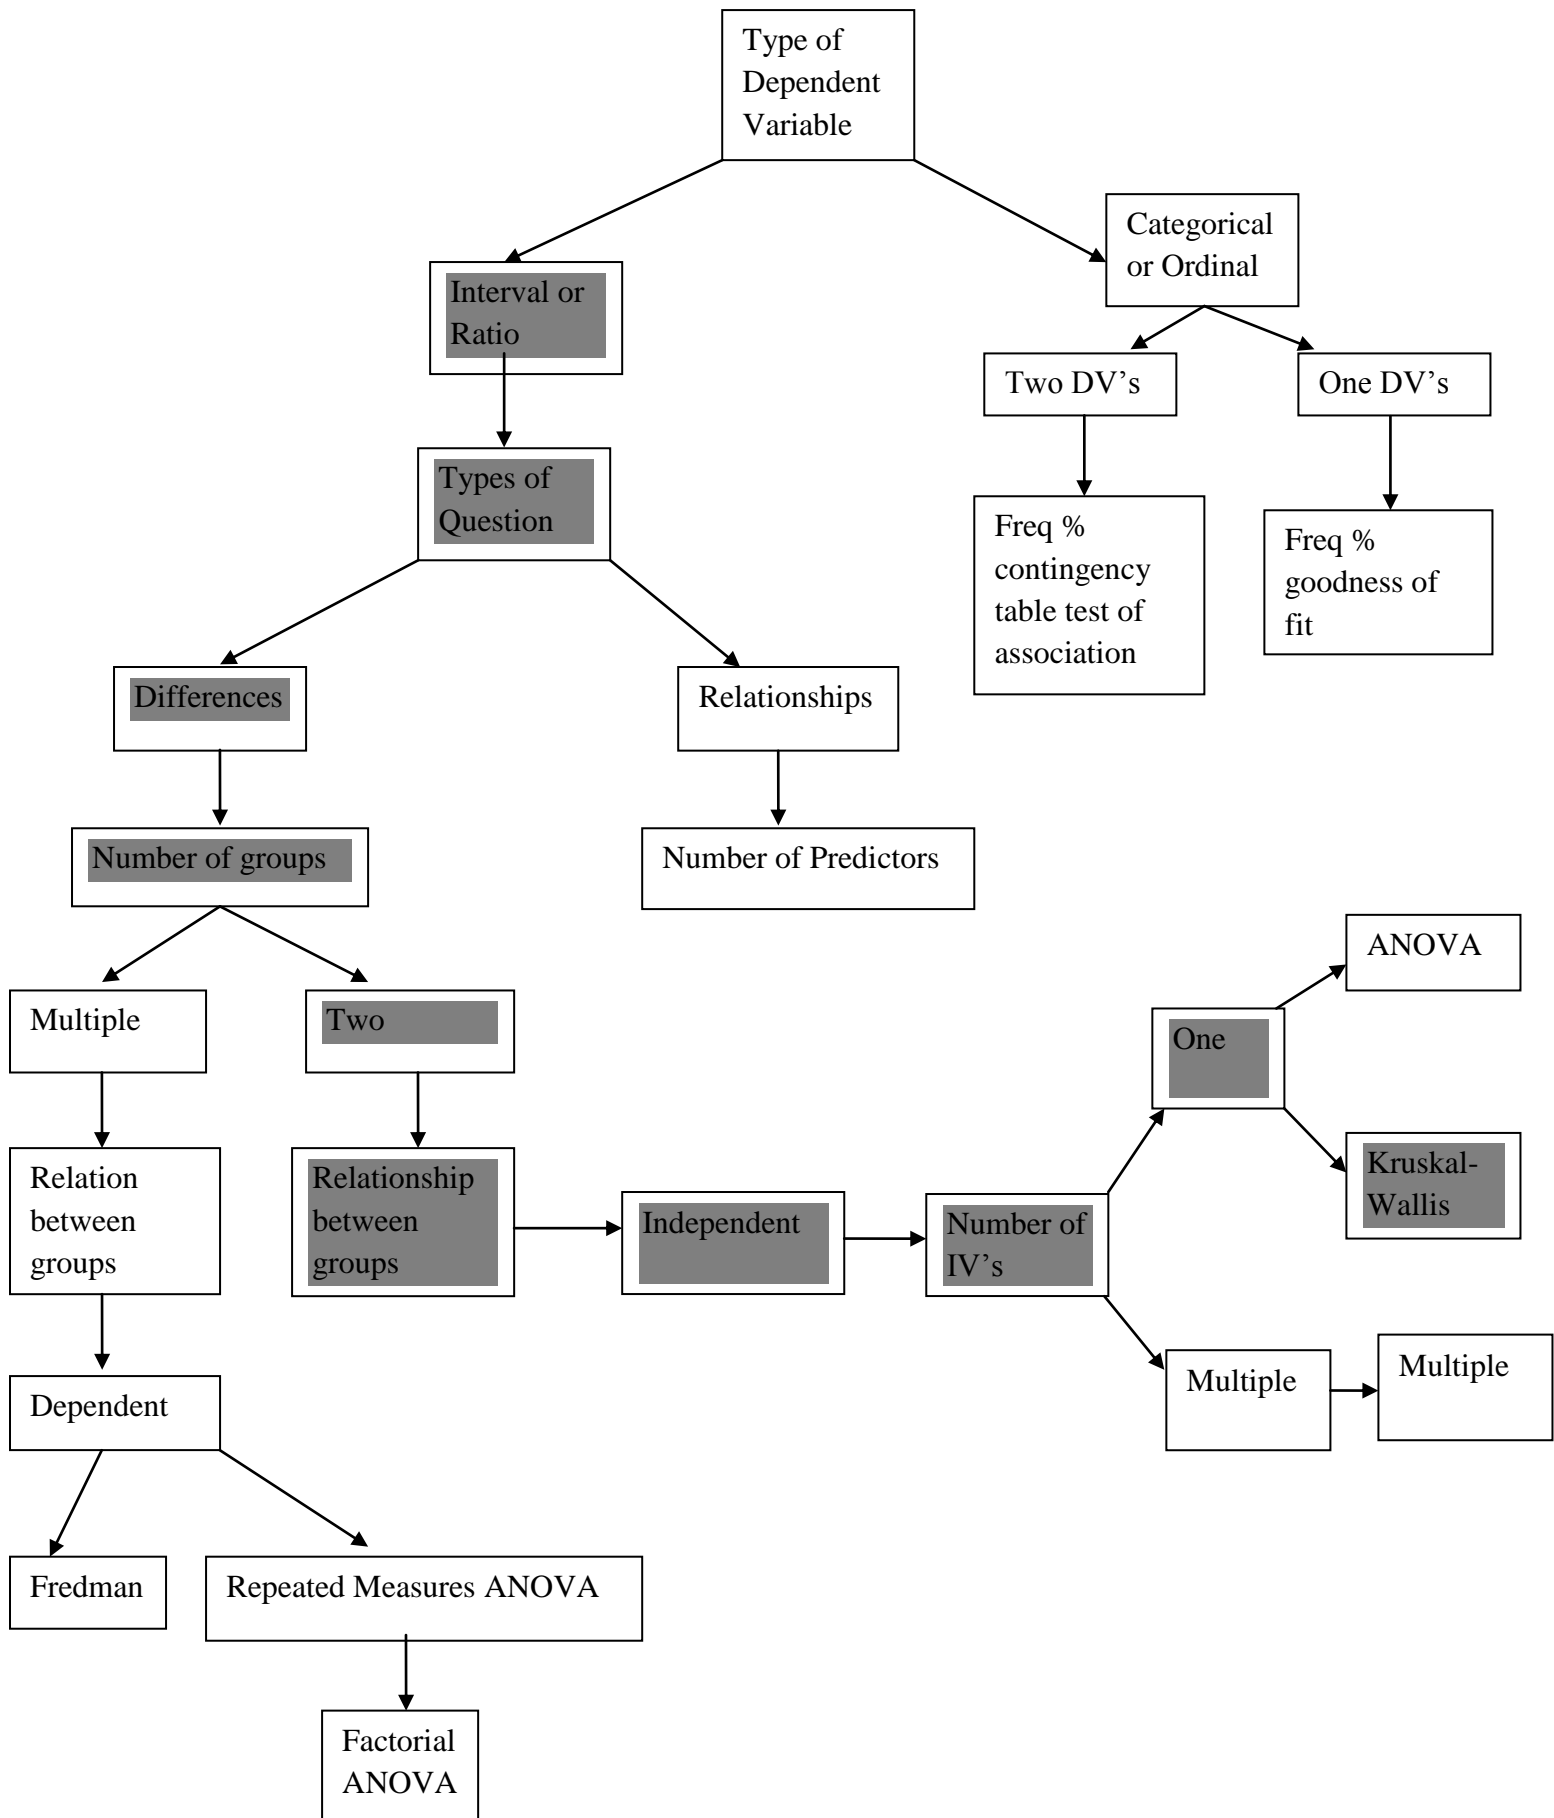 Type of
Dependent
Variable
Categorical
or Ordinal
Interval or
Ratio
Two DV’s
One DV’s
Types of
Question
Freq %
contingency
table test of
association
Freq %
goodness of
fit
Differences
Relationships
Number of groups
Number of Predictors
ANOVA
Multiple
Two
One
Relation
between
groups
Relationship
between
groups
Independent
Number of
IV’s
Kruskal-
Wallis
Multiple
Multiple
Dependent
Fredman
Repeated Measures ANOVA
Factorial
ANOVA